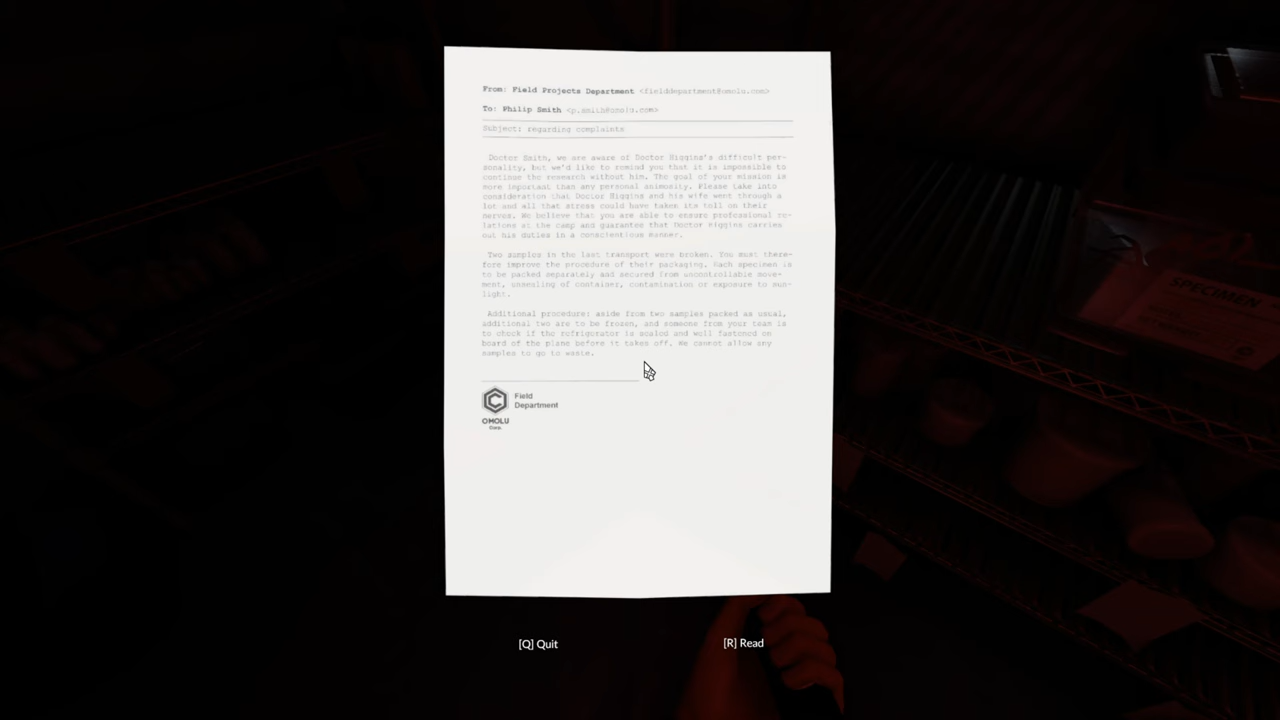 From: Field Projects Department <fielddepartment@omolu.com>
To: Philip Smith <p.smith@omolu.com>
Subject: regarding complaints
Doctor Smith, we are aware of Doctor Higgins's difficult per-
sonality, but we'd like to remind you that it is impossible to
continue the research without him. The goal of your mission is
more important than any personal animosity. Please take into
consideration that Doctor Higgins and his wife went through a
lot and all that stress could have taken its toll on their
nerves. We believe that you are able to ensure professional re-
lations at the camp and guarantee that Doctor Higgins carries
out his duties in a conscientious manner.
Two samples in the last transport were broken. You must there-
fore improve the procedure of their packaging. Each specimen is
to be packed separately and secured from uncontrollable move-
ment, unsealing of container, contamination or exposure to sun-
light.
Additional procedure: aside from two samples packed as usual,
additional two are to be frozen, and someone from your team is
to check if the refrigerator is sealed and well fastened on
board of the plane before it takes off. We cannot allow any
samples to go to waste.
Field
Department
OMOLU
Corp.
SPECIMEN
[Q] Quit
[R] Read